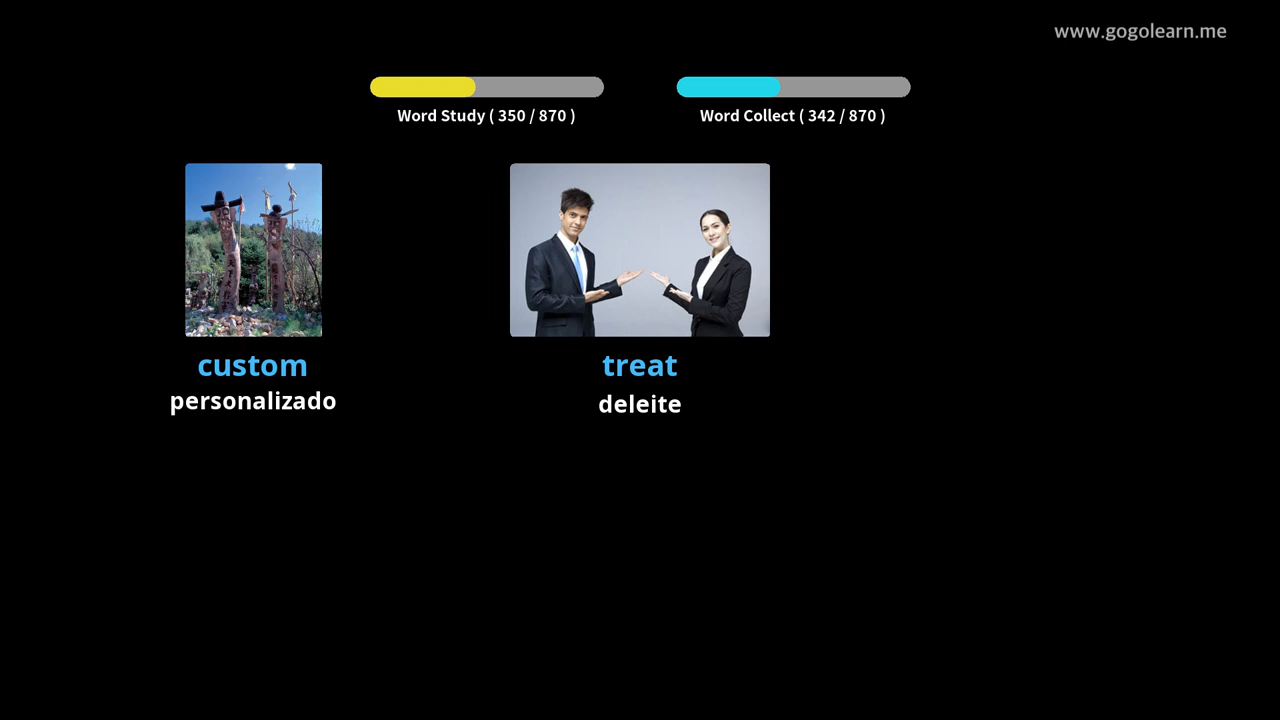 www.gogolearn.me
Word Study ( 350 / 870 )
Word Collect ( 342 / 870 )
custom
treat
personalizado
deleite